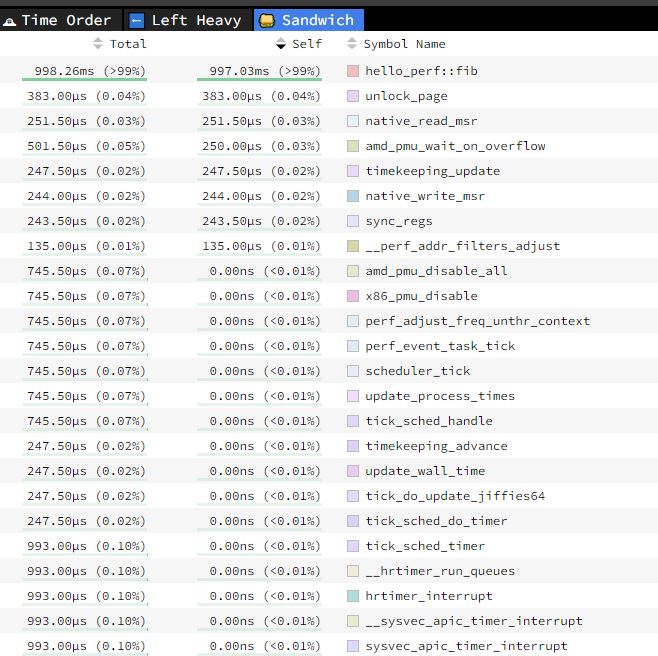 Time Order Left Heavy Sandwich
Total Self Symbol Name
998.26ms (>99%) 997.03ms (>99%) hello_perf::fib
383.00µs (0.04%) 383.00µs (0.04%) unlock_page
251.50µs (0.03%) 251.50µs (0.03%) native_read_msr
501.50µs (0.05%) 250.00µs (0.03%) amd_pmu_wait_on_overflow
247.50µs (0.02%) 247.50µs (0.02%) timekeeping_update
244.00µs (0.02%) 244.00µs (0.02%) native_write_msr
243.50µs (0.02%) 243.50µs (0.02%) sync_regs
135.00µs (0.01%) 135.00µs (0.01%) __perf_addr_filters_adjust
745.50µs (0.07%) 0.00ns (<0.01%) amd_pmu_disable_all
745.50µs (0.07%) 0.00ns (<0.01%) x86_pmu_disable
745.50µs (0.07%) 0.00ns (<0.01%) perf_adjust_freq_unthr_context
745.50µs (0.07%) 0.00ns (<0.01%) perf_event_task_tick
745.50µs (0.07%) 0.00ns (<0.01%) scheduler_tick
745.50µs (0.07%) 0.00ns (<0.01%) update_process_times
745.50µs (0.07%) 0.00ns (<0.01%) tick_sched_handle
247.50µs (0.02%) 0.00ns (<0.01%) timekeeping_advance
247.50µs (0.02%) 0.00ns (<0.01%) update_wall_time
247.50µs (0.02%) 0.00ns (<0.01%) tick_do_update_jiffies64
247.50µs (0.02%) 0.00ns (<0.01%) tick_sched_do_timer
993.00µs (0.10%) 0.00ns (<0.01%) tick_sched_timer
993.00µs (0.10%) 0.00ns (<0.01%) __hrtimer_run_queues
993.00µs (0.10%) 0.00ns (<0.01%) hrtimer_interrupt
993.00µs (0.10%) 0.00ns (<0.01%) __sysvec_apic_timer_interrupt
993.00µs (0.10%) 0.00ns (<0.01%) sysvec_apic_timer_interrupt